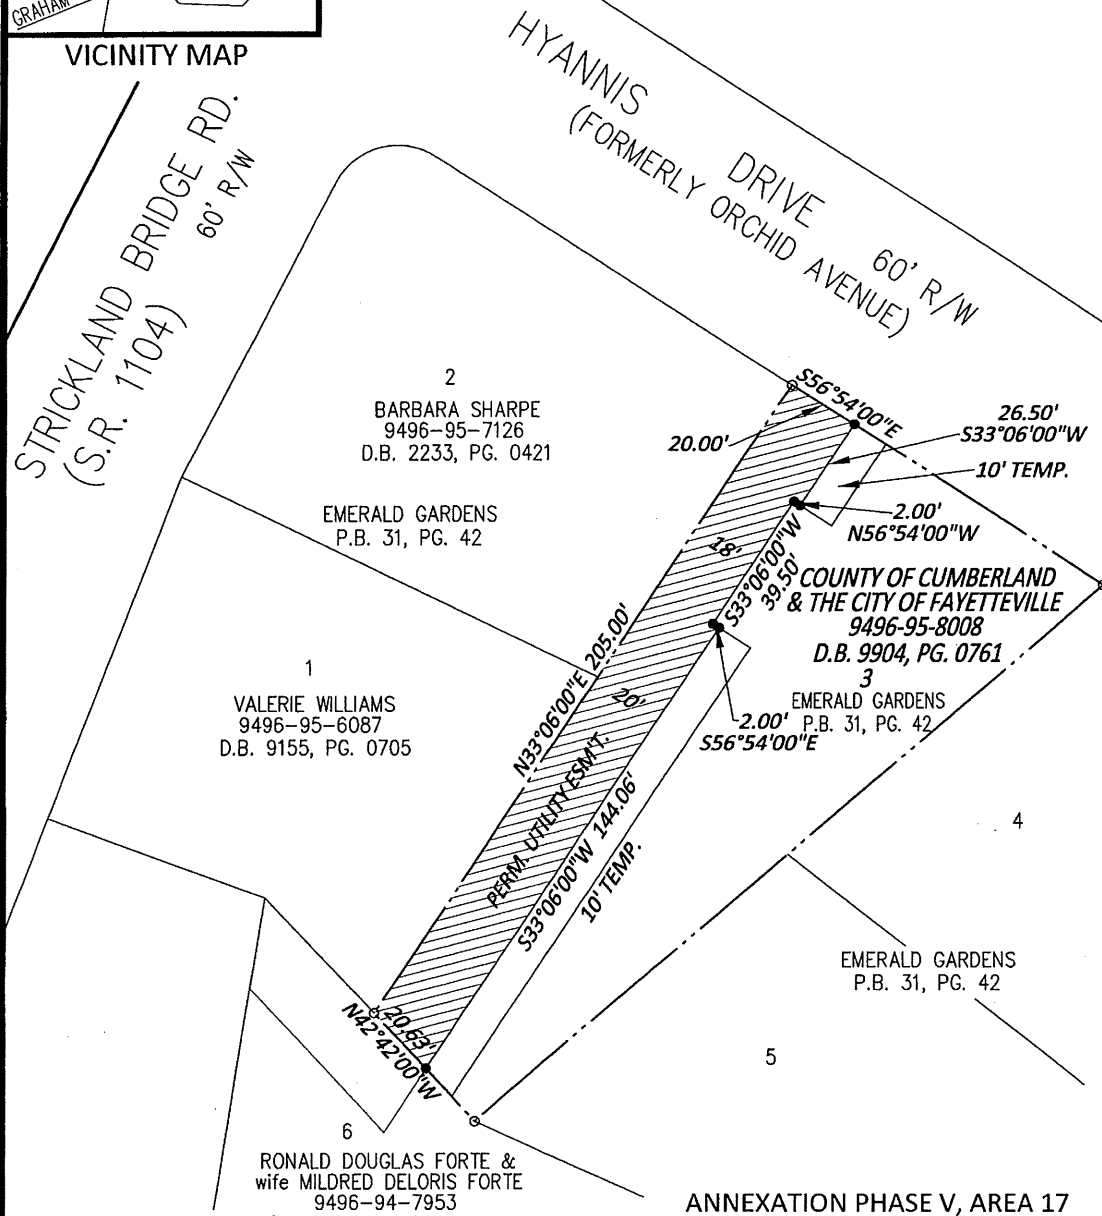 GRAHAM
VICINITY MAP
STRICKLAND BRIDGE RD.
(S.R. 1104)
60' R/W
HYANNIS DRIVE 60' R/W
(FORMERLY ORCHID AVENUE)
2
BARBARA SHARPE
9496-95-7126
D.B. 2233, PG. 0421
EMERALD GARDENS
P.B. 31, PG. 42
S56°54'00"E
20.00'
26.50'
S33°06'00"W
10' TEMP.
2.00'
N56°54'00"W
18'
S33°06'00"W
39.50'
COUNTY OF CUMBERLAND
& THE CITY OF FAYETTEVILLE
9496-95-8008
D.B. 9904, PG. 0761
3
EMERALD GARDENS
P.B. 31, PG. 42
1
VALERIE WILLIAMS
9496-95-6087
D.B. 9155, PG. 0705
N33°06'00"E 205.00'
20'
2.00'
S56°54'00"E
PERM. UTILITY ESM'T.
S33°06'00"W 144.06'
10' TEMP.
4
EMERALD GARDENS
P.B. 31, PG. 42
5
20.63'
N42°42'00"W
6
RONALD DOUGLAS FORTE &
wife MILDRED DELORIS FORTE
9496-94-7953
ANNEXATION PHASE V, AREA 17